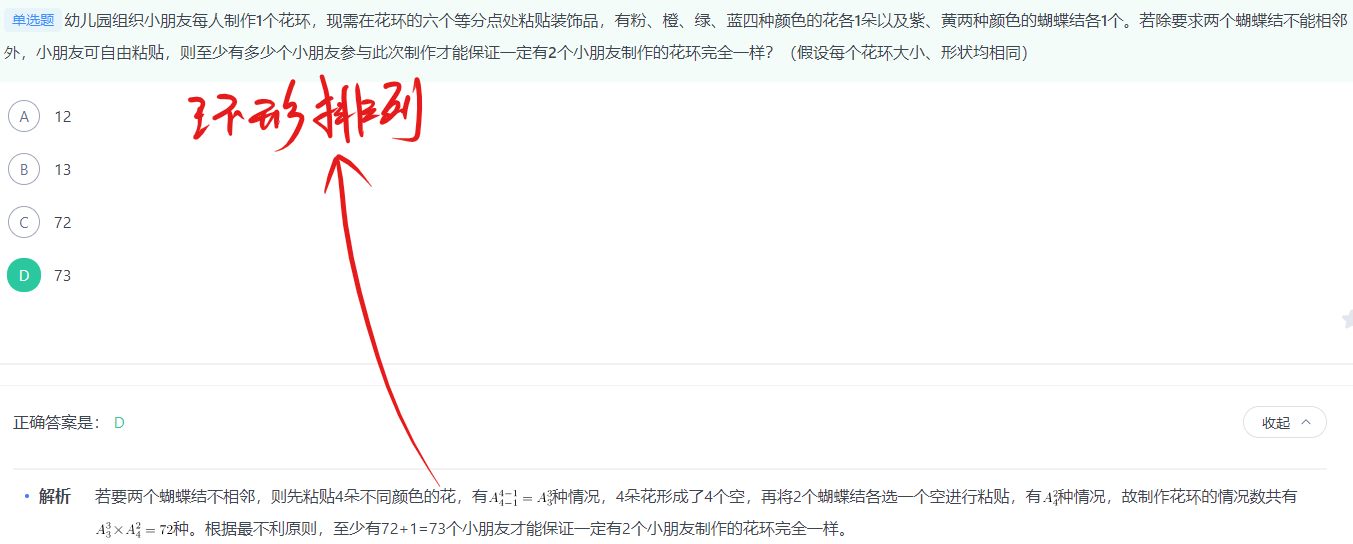 单选题 幼儿园组织小朋友每人制作1个花环，现需在花环的六个等分点处粘贴装饰品，有粉、橙、绿、蓝四种颜色的花各1朵以及紫、黄两种颜色的蝴蝶结各1个。若除要求两个蝴蝶结不能相邻
外，小朋友可自由粘贴，则至少有多少个小朋友参与此次制作才能保证一定有2个小朋友制作的花环完全一样？（假设每个花环大小、形状均相同）
A 12
环形排列
B 13
C 72
D 73
正确答案是： D
收起
• 解析 若要两个蝴蝶结不相邻，则先粘贴4朵不同颜色的花，有$A_{4-1}^{4-1}=A_3^3$种情况，4朵花形成了4个空，再将2个蝴蝶结各选一个空进行粘贴，有$A_4^2$种情况，故制作花环的情况数共有
$A_3^3×A_4^2=72$种。根据最不利原则，至少有72+1=73个小朋友才能保证一定有2个小朋友制作的花环完全一样。